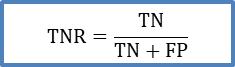 TNR = TN / (TN + FP)